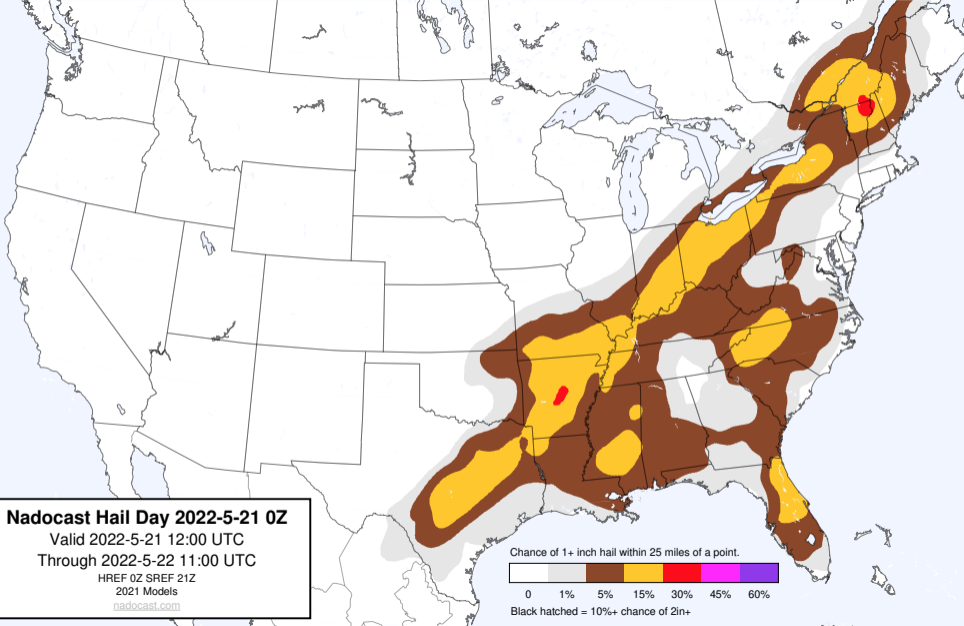 Nadocast Hail Day 2022-5-21 0Z
Valid 2022-5-21 12:00 UTC
Through 2022-5-22 11:00 UTC
HREF 0Z SREF 21Z
2021 Models
nadocast.com
Chance of 1+ inch hail within 25 miles of a point.
0 1% 5% 15% 30% 45% 60%
Black hatched = 10%+ chance of 2in+